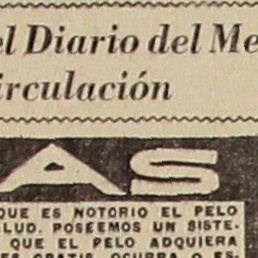 el Diario del Me
irculación
AS
QUE ES NOTORIO EL PELO
LUD. POSEEMOS UN SISTE-
QUE EL PELO ADQUIERA
ES GRATIS. OCURRA O ES-